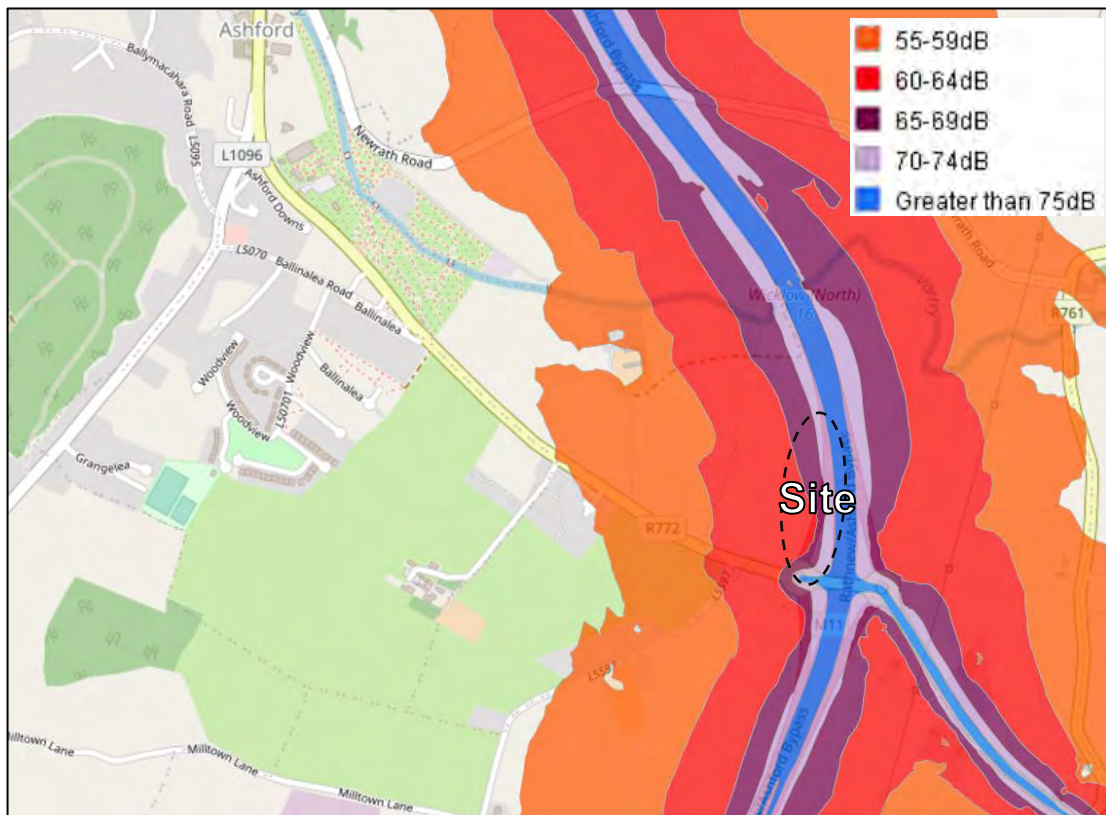 Ashford
Ballymacahara Road
L5095
L1096
Ashford Downs
Newrath Road
L5070
Ballinalea Road
Ballinalea
Woodview
Woodview
L50701
Ballinalea
Woodview
Grangelea
Ashford Bypass
55-59dB
60-64dB
65-69dB
70-74dB
Greater than 75dB
Wicklow (North)
16
R761
Site
R772
M11
Milltown Lane
Milltown Lane
Milltown Lane